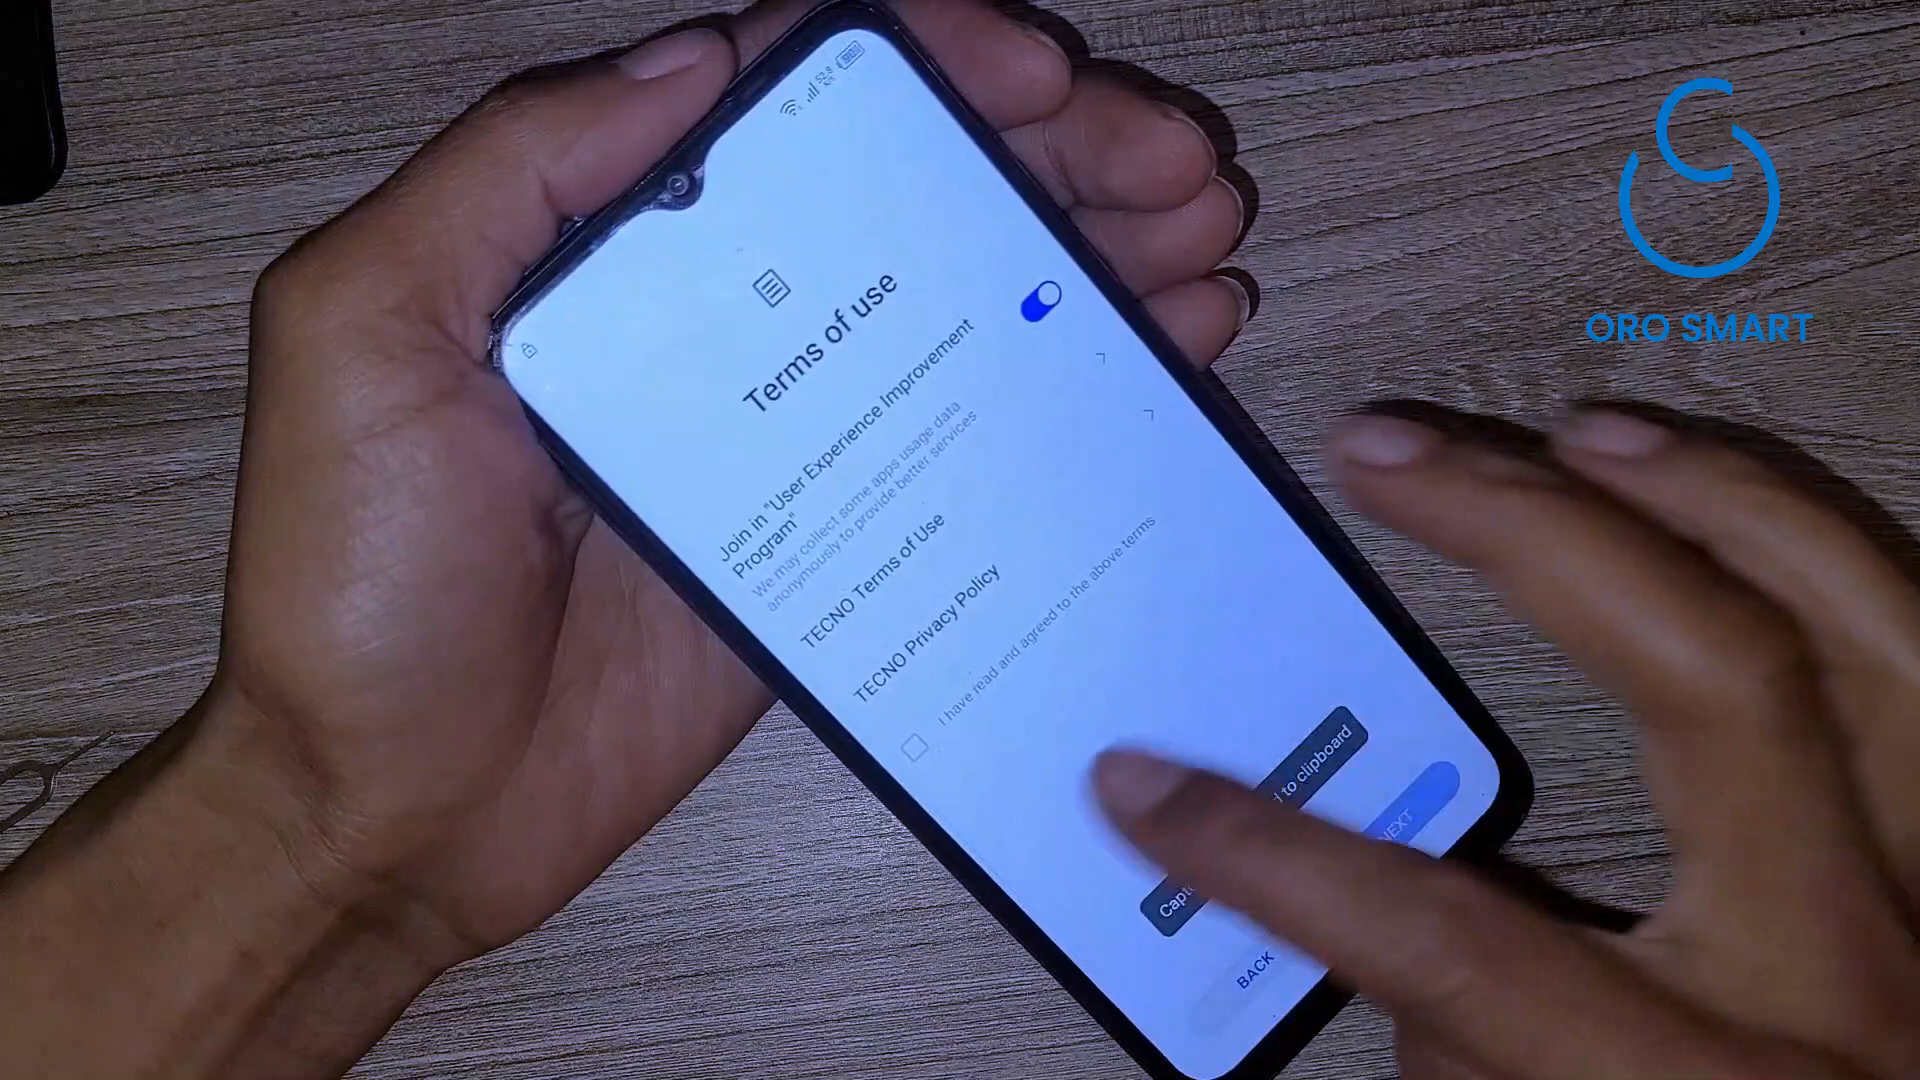 Terms of use
Join in "User Experience Improvement
Program"
We may collect some apps usage data
anonymously to provide better services
TECNO Terms of Use
TECNO Privacy Policy
I have read and agreed to the above terms
to clipboard
NEXT
BACK
ORO SMART